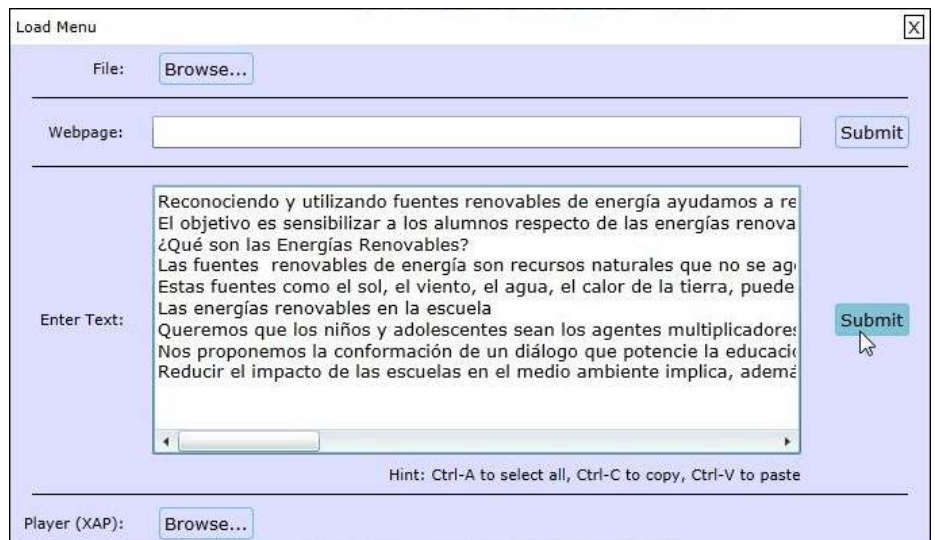 Load Menu X
File: Browse...
Webpage: Submit
Reconociendo y utilizando fuentes renovables de energía ayudamos a re
El objetivo es sensibilizar a los alumnos respecto de las energías renova
¿Qué son las Energías Renovables?
Las fuentes  renovables de energía son recursos naturales que no se ag
Estas fuentes como el sol, el viento, el agua, el calor de la tierra, puede
Las energías renovables en la escuela
Enter Text: Queremos que los niños y adolescentes sean los agentes multiplicadores Submit
Nos proponemos la conformación de un diálogo que potencie la educaci
Reducir el impacto de las escuelas en el medio ambiente implica, ademá
Hint: Ctrl-A to select all, Ctrl-C to copy, Ctrl-V to paste
Player (XAP): Browse...